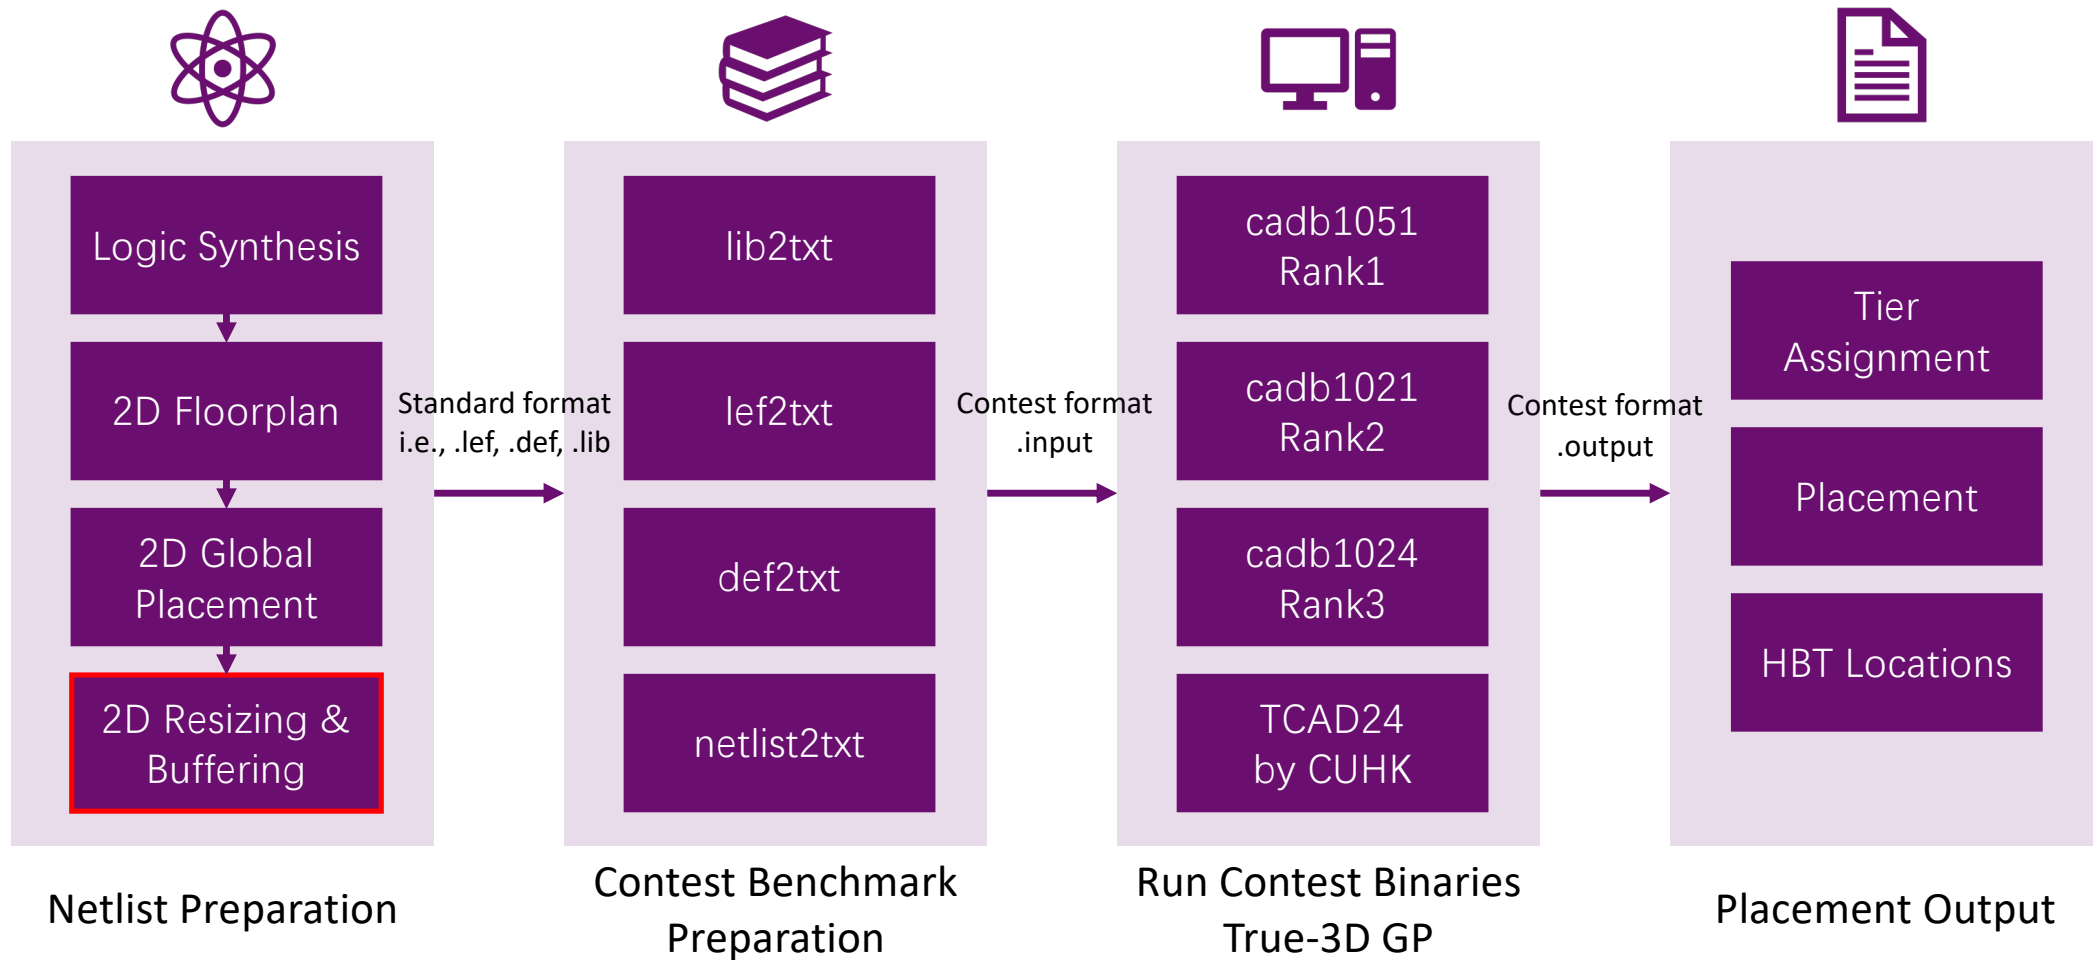 Logic Synthesis
2D Floorplan
2D Global
Placement
2D Resizing &
Buffering
Netlist Preparation
Standard format
i.e., .lef, .def, .lib
lib2txt
lef2txt
def2txt
netlist2txt
Contest Benchmark
Preparation
Contest format
.input
cadb1051
Rank1
cadb1021
Rank2
cadb1024
Rank3
TCAD24
by CUHK
Run Contest Binaries
True-3D GP
Contest format
.output
Tier
Assignment
Placement
HBT Locations
Placement Output